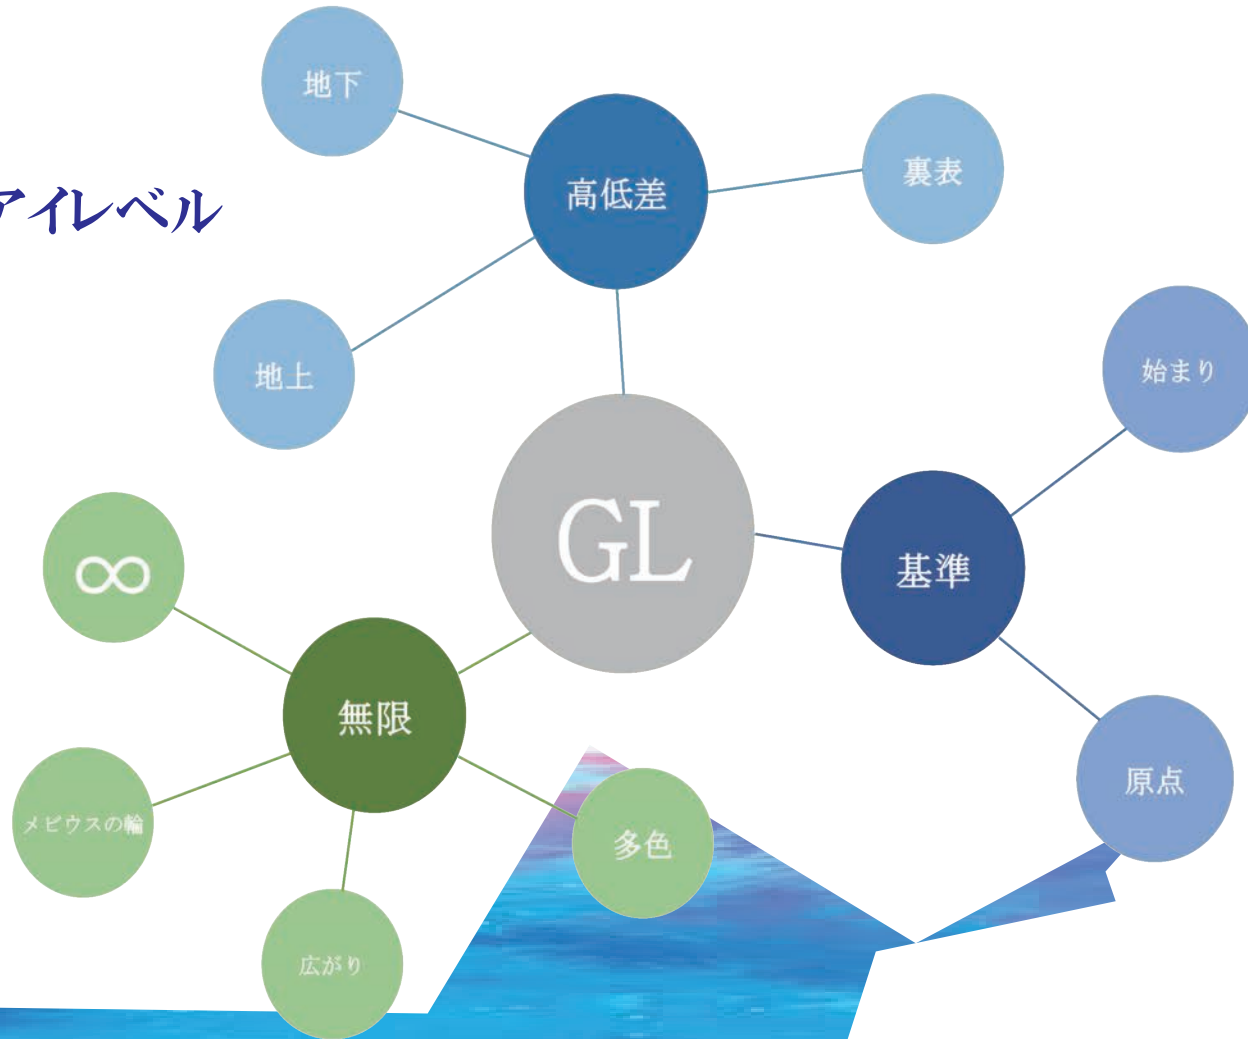 地下
高低差
裏表
アイレベル
地上
始まり
GL
基準
∞
無限
原点
メビウスの輪
多色
広がり